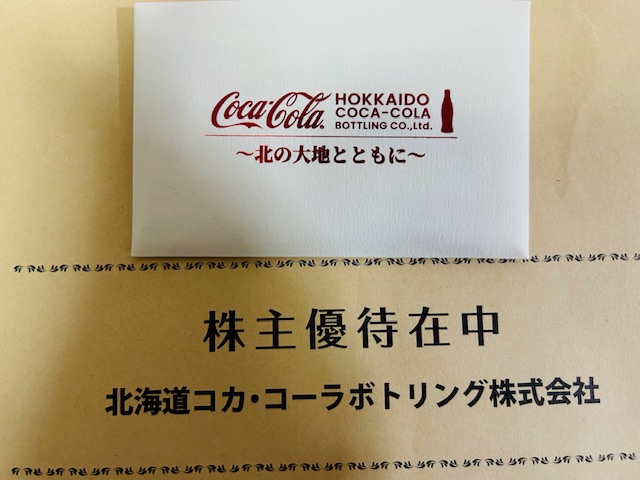 Coca-Cola
HOKKAIDO
COCA-COLA
BOTTLING CO.,Ltd.
～北の大地とともに～
株主優待在中
北海道コカ・コーラボトリング株式会社